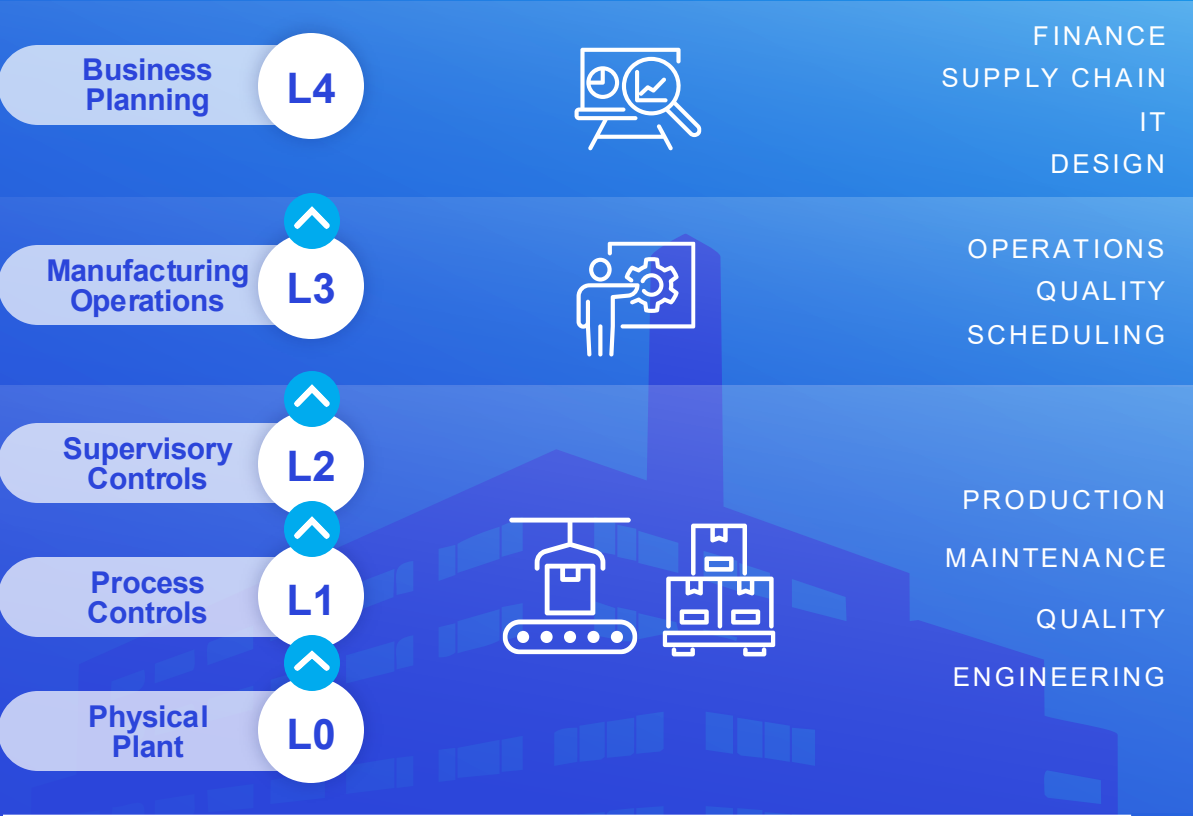 Business
Planning
L4
FINANCE
SUPPLY CHAIN
IT
DESIGN
Manufacturing
Operations
L3
OPERATIONS
QUALITY
SCHEDULING
Supervisory
Controls
L2
Process
Controls
L1
Physical
Plant
L0
PRODUCTION
MAINTENANCE
QUALITY
ENGINEERING